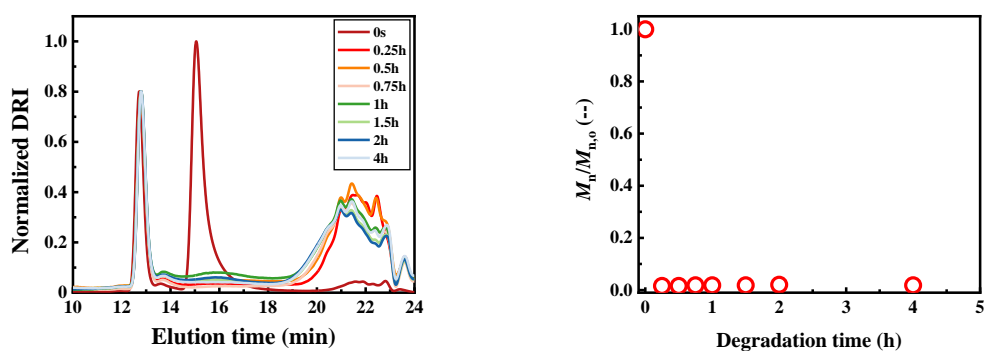 Normalized DRI
1.0
0.8
0.6
0.4
0.2
0
10 12 14 16 18 20 22 24
Elution time (min)
0s
0.25h
0.5h
0.75h
1h
1.5h
2h
4h
Mn/Mn,o (--)
1.0
0.8
0.6
0.4
0.2
0.0
0 1 2 3 4 5
Degradation time (h)